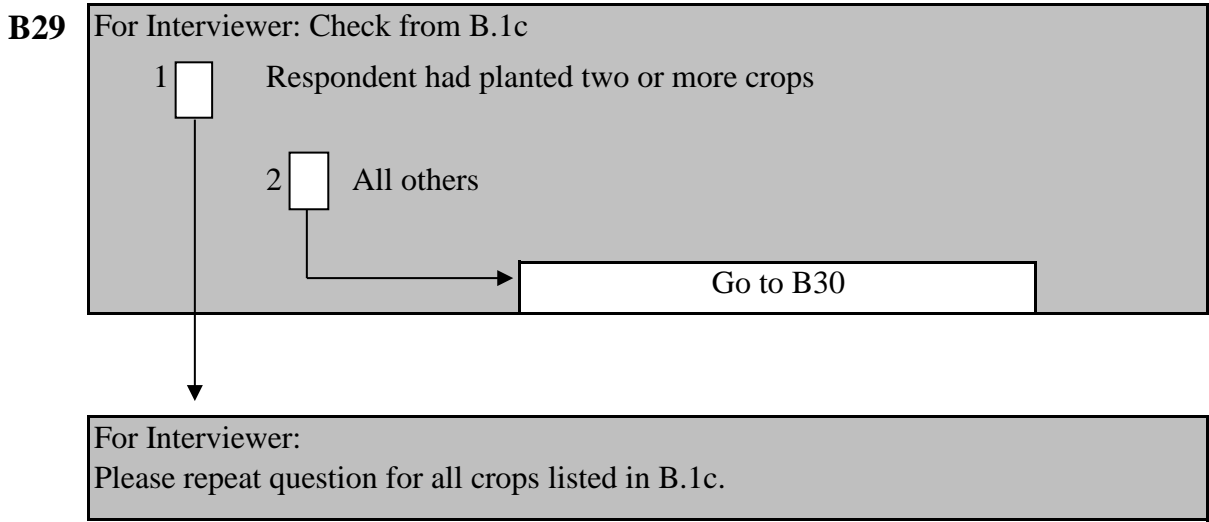 B29 For Interviewer: Check from B.1c
1 Respondent had planted two or more crops
2 All others
Go to B30
For Interviewer:
Please repeat question for all crops listed in B.1c.